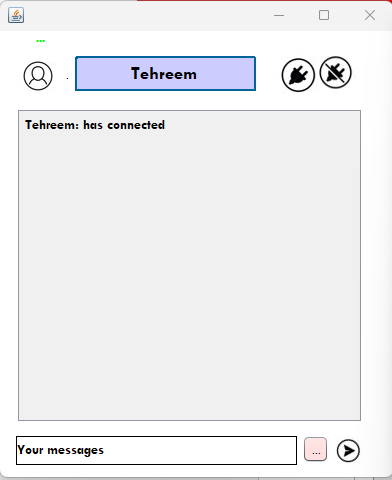 ...
Tehreem
Tehreem: has connected
Your messages
...